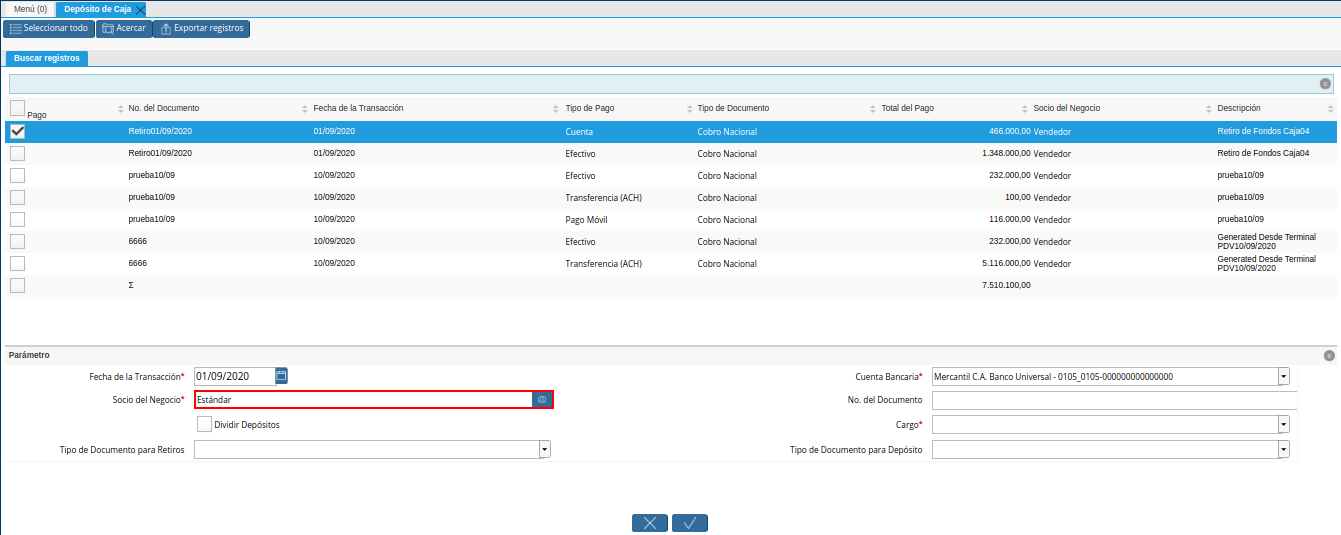 Menú (0) Depósito de Caja
Seleccionar todo Acercar Exportar registros
Buscar registros
Pago No. del Documento Fecha de la Transacción Tipo de Pago Tipo de Documento Total del Pago Socio del Negocio Descripción
Retiro01/09/2020 01/09/2020 Cuenta Cobro Nacional 466.000,00 Vendedor Retiro de Fondos Caja04
Retiro01/09/2020 01/09/2020 Efectivo Cobro Nacional 1.348.000,00 Vendedor Retiro de Fondos Caja04
prueba10/09 10/09/2020 Efectivo Cobro Nacional 232.000,00 Vendedor prueba10/09
prueba10/09 10/09/2020 Transferencia (ACH) Cobro Nacional 100,00 Vendedor prueba10/09
prueba10/09 10/09/2020 Pago Móvil Cobro Nacional 116.000,00 Vendedor prueba10/09
6666 10/09/2020 Efectivo Cobro Nacional 232.000,00 Vendedor Generated Desde Terminal
PDV10/09/2020
6666 10/09/2020 Transferencia (ACH) Cobro Nacional 5.116.000,00 Vendedor Generated Desde Terminal
PDV10/09/2020
Σ 7.510.100,00
Parámetro
Fecha de la Transacción* 01/09/2020 Cuenta Bancaria* Mercantil C.A. Banco Universal - 0105_0105-000000000000000
Socio del Negocio* Estándar No. del Documento
Dividir Depósitos Cargo*
Tipo de Documento para Retiros Tipo de Documento para Depósito